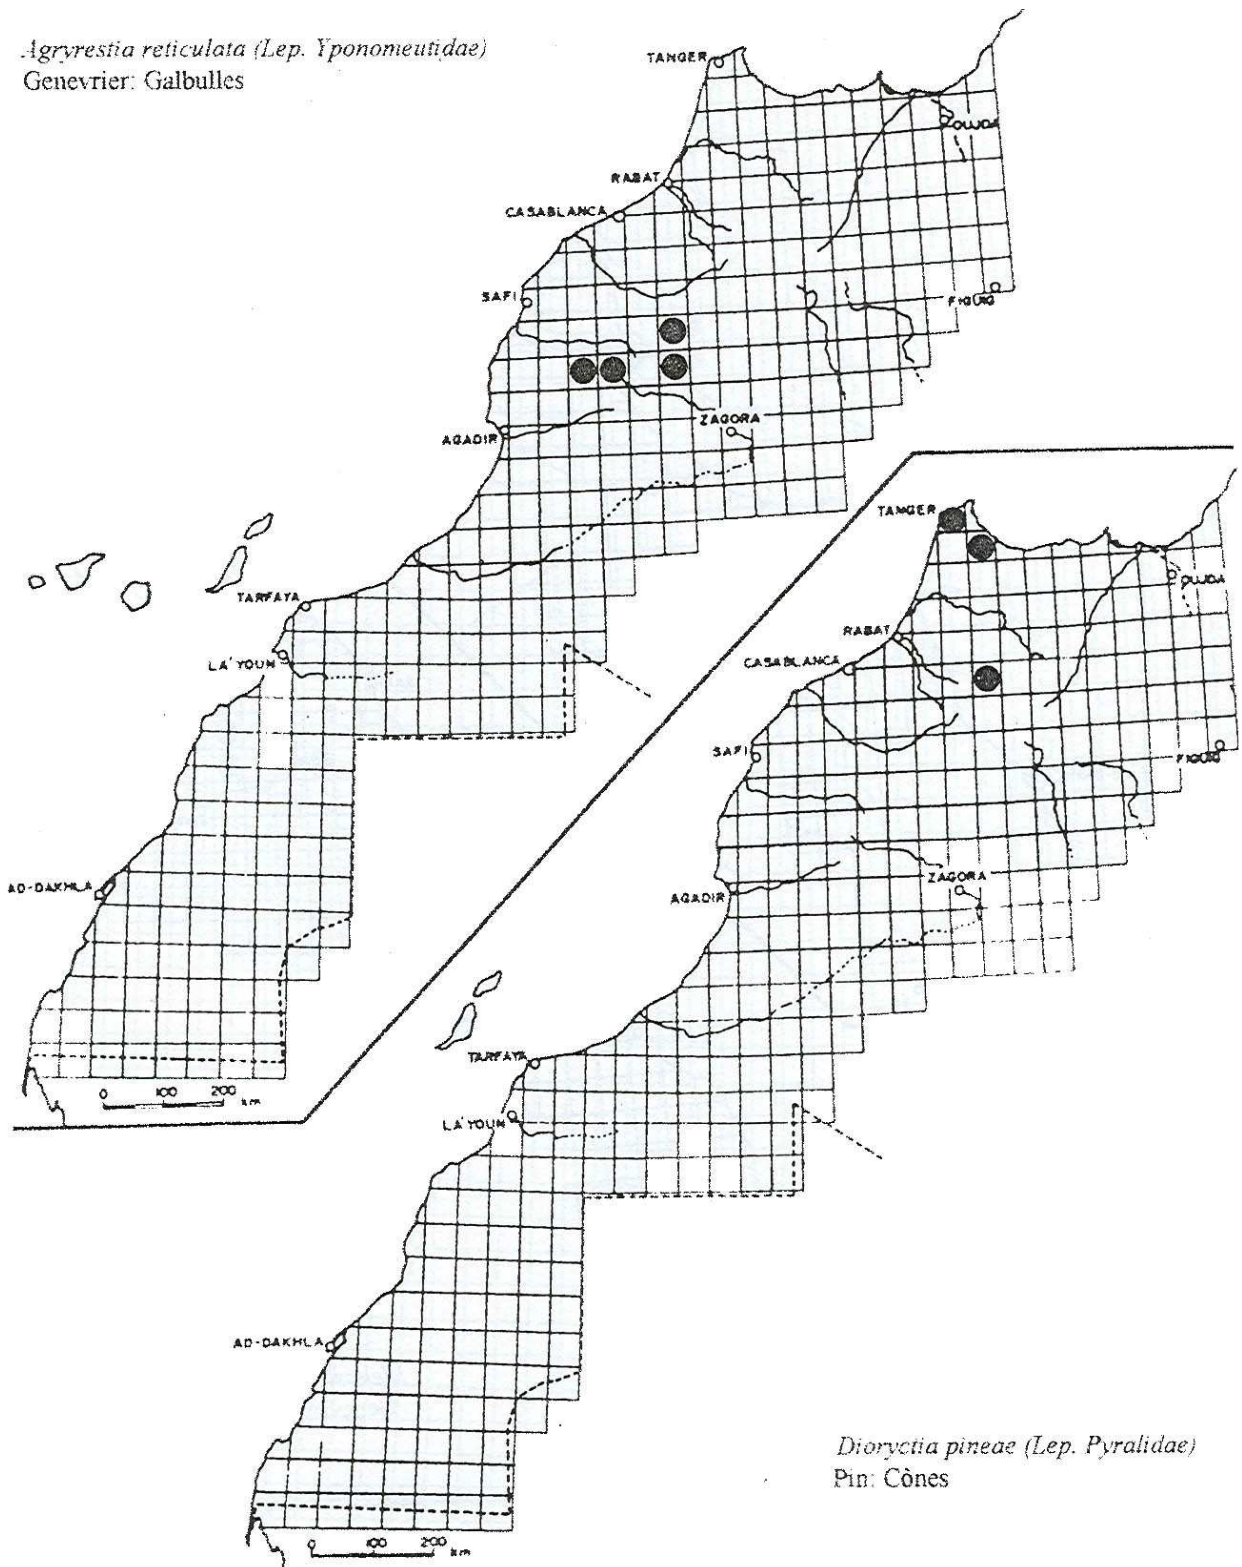 Agryrestia reticulata (Lep. Yponomeutidae)
Genevrier: Galbulles
TANGER
OUJDA
RABAT
CASABLANCA
SAFI
FIGUIG
ZAGORA
AGADIR
TARFAYA
LA'YOUN
AD-DAKHLA
0 100 200
km
TANGER
OUJDA
RABAT
CASABLANCA
SAFI
FIGUIG
ZAGORA
AGADIR
TARFAYA
LA'YOUN
AD-DAKHLA
0 100 200
km
Dioryctia pineae (Lep. Pyralidae)
Pin: Cònes